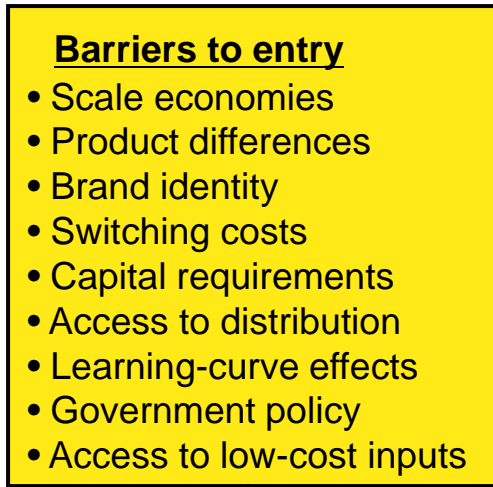 Barriers to entry
• Scale economies
• Product differences
• Brand identity
• Switching costs
• Capital requirements
• Access to distribution
• Learning-curve effects
• Government policy
• Access to low-cost inputs